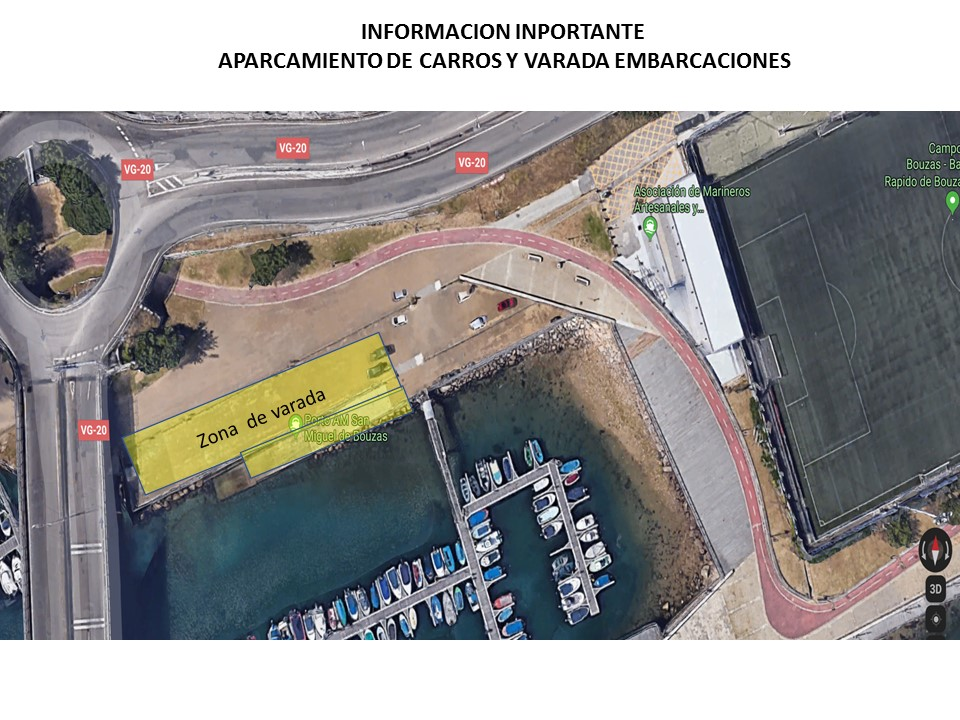 INFORMACION INPORTANTE
APARCAMIENTO DE CARROS Y VARADA EMBARCACIONES
VG-20
VG-20
VG-20
Campo
Bouzas - Ba
Rapido de Bouza
Asociación de Marineros
Artesanales y...
Zona de varada
Porto AM San
Miguel de Bouzas
VG-20
3D